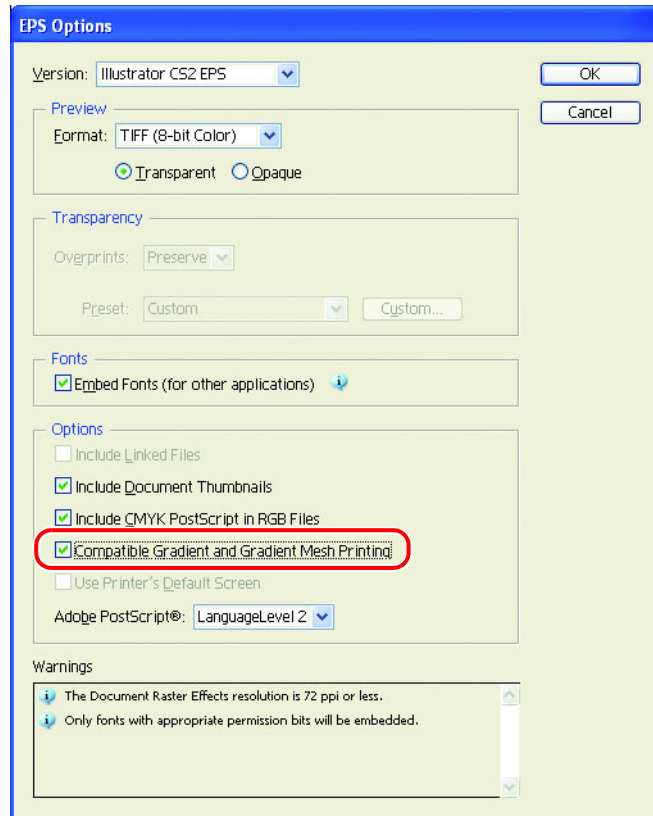 EPS Options
Version: Illustrator CS2 EPS
OK
Cancel
Preview
Format: TIFF (8-bit Color)
Transparent Opaque
Transparency
Overprints: Preserve
Preset: Custom Custom...
Fonts
Embed Fonts (for other applications)
Options
Include Linked Files
Include Document Thumbnails
Include CMYK PostScript in RGB Files
Compatible Gradient and Gradient Mesh Printing
Use Printer's Default Screen
Adobe PostScript®: LanguageLevel 2
Warnings
The Document Raster Effects resolution is 72 ppi or less.
Only fonts with appropriate permission bits will be embedded.